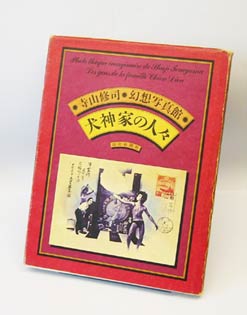 Photothèque imaginaire de Shuji Terayama
Les gens de la famille Chien-Dieu
寺山修司●幻想写真館
犬神家の人々